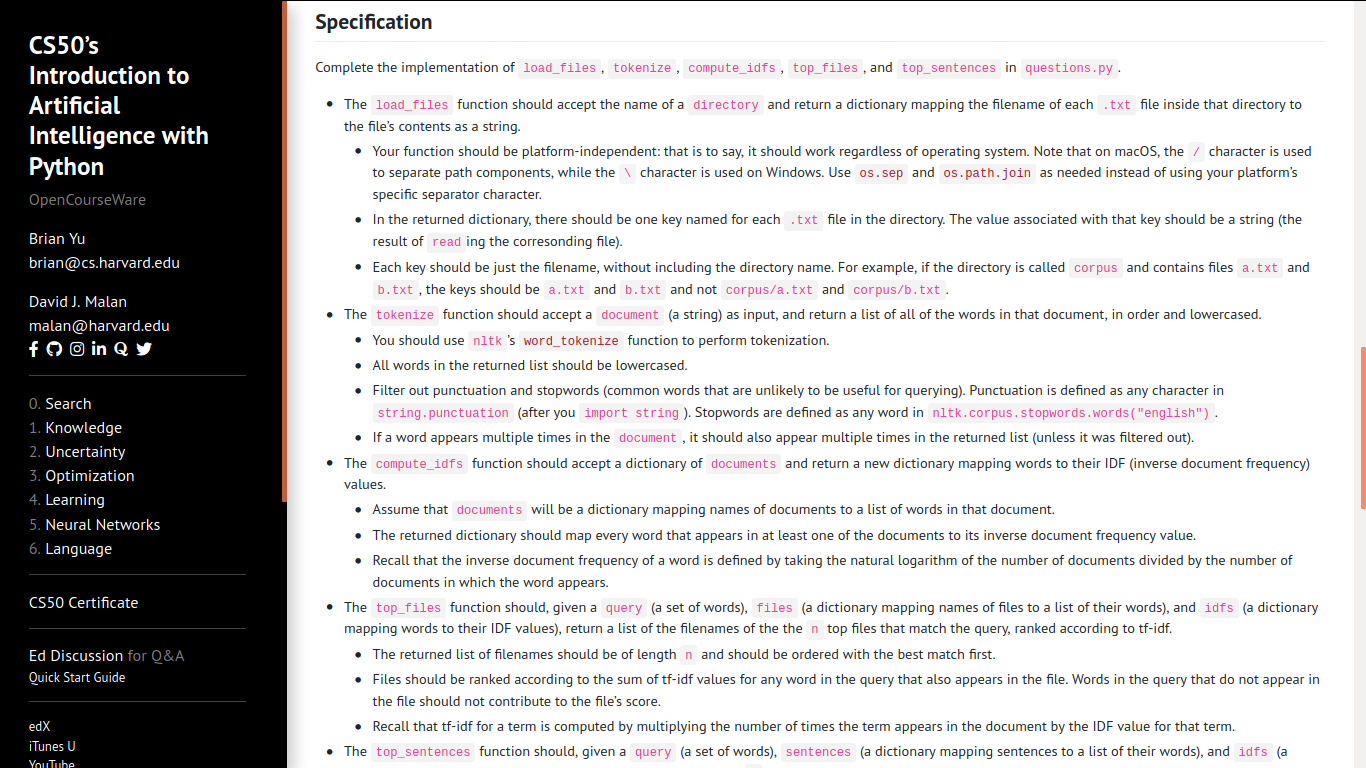 CS50’s
Introduction to
Artificial
Intelligence with
Python
OpenCourseWare
Brian Yu
brian@cs.harvard.edu
David J. Malan
malan@harvard.edu
0. Search
1. Knowledge
2. Uncertainty
3. Optimization
4. Learning
5. Neural Networks
6. Language
CS50 Certificate
Ed Discussion for Q&A
Quick Start Guide
edX
iTunes U
YouTube
Specification
Complete the implementation of load_files, tokenize, compute_idfs, top_files, and top_sentences in questions.py.
The load_files function should accept the name of a directory and return a dictionary mapping the filename of each .txt file inside that directory to
the file’s contents as a string.
Your function should be platform-independent: that is to say, it should work regardless of operating system. Note that on macOS, the / character is used
to separate path components, while the \ character is used on Windows. Use os.sep and os.path.join as needed instead of using your platform’s
specific separator character.
In the returned dictionary, there should be one key named for each .txt file in the directory. The value associated with that key should be a string (the
result of reading the corresonding file).
Each key should be just the filename, without including the directory name. For example, if the directory is called corpus and contains files a.txt and
b.txt, the keys should be a.txt and b.txt and not corpus/a.txt and corpus/b.txt.
The tokenize function should accept a document (a string) as input, and return a list of all of the words in that document, in order and lowercased.
You should use nltk’s word_tokenize function to perform tokenization.
All words in the returned list should be lowercased.
Filter out punctuation and stopwords (common words that are unlikely to be useful for querying). Punctuation is defined as any character in
string.punctuation (after you import string). Stopwords are defined as any word in nltk.corpus.stopwords.words("english").
If a word appears multiple times in the document, it should also appear multiple times in the returned list (unless it was filtered out).
The compute_idfs function should accept a dictionary of documents and return a new dictionary mapping words to their IDF (inverse document frequency)
values.
Assume that documents will be a dictionary mapping names of documents to a list of words in that document.
The returned dictionary should map every word that appears in at least one of the documents to its inverse document frequency value.
Recall that the inverse document frequency of a word is defined by taking the natural logarithm of the number of documents divided by the number of
documents in which the word appears.
The top_files function should, given a query (a set of words), files (a dictionary mapping names of files to a list of their words), and idfs (a dictionary
mapping words to their IDF values), return a list of the filenames of the the n top files that match the query, ranked according to tf-idf.
The returned list of filenames should be of length n and should be ordered with the best match first.
Files should be ranked according to the sum of tf-idf values for any word in the query that also appears in the file. Words in the query that do not appear in
the file should not contribute to the file’s score.
Recall that tf-idf for a term is computed by multiplying the number of times the term appears in the document by the IDF value for that term.
The top_sentences function should, given a query (a set of words), sentences (a dictionary mapping sentences to a list of their words), and idfs (a